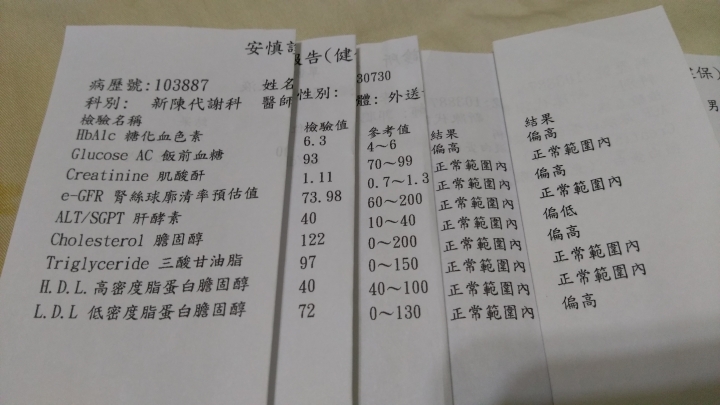 安慎 報告(健 保)
病歷號:103887 姓名 30730
科別: 新陳代謝科 醫師 性別: 體: 外送 男
檢驗名稱 檢驗值 參考值 結果 結果
HbA1c 糖化血色素 6.3 4～6 偏高 偏高
Glucose AC 飯前血糖 93 70～99 正常範圍內 正常範圍內
Creatinine 肌酸酐 1.11 0.7～1.3 正常範圍內 偏高
e-GFR 腎絲球廓清率預估值 73.98 60～200 正常範圍內 正常範圍內
ALT/SGPT 肝酵素 40 10～40 正常範圍內 偏低
Cholesterol 膽固醇 122 0～200 正常範圍內 偏高
Triglyceride 三酸甘油脂 97 0～150 正常範圍內 正常範圍內
H.D.L.高密度脂蛋白膽固醇 40 40～100 正常範圍內 正常範圍內
L.D.L 低密度脂蛋白膽固醇 72 0～130 正常範圍內 偏高